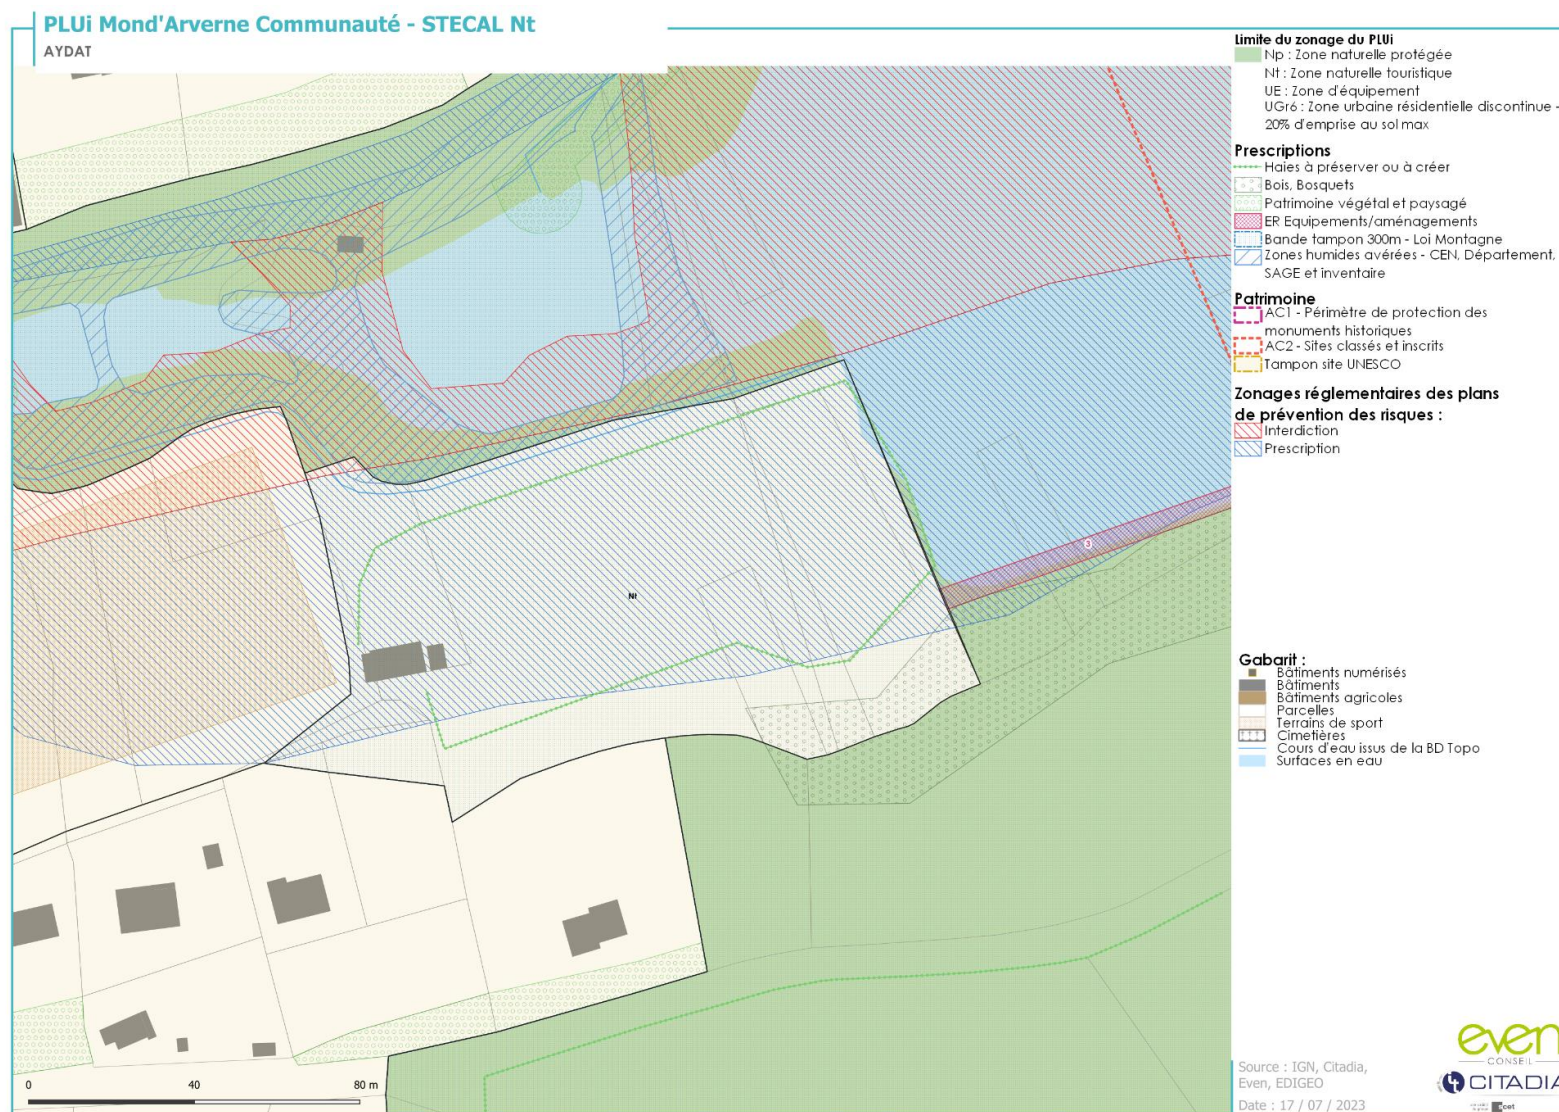 PLUi Mond'Arverne Communauté - STECAL Nt
AYDAT
Limite du zonage du PLUi
Np : Zone naturelle protégée
Nt : Zone naturelle touristique
UE : Zone d'équipement
UGr6 : Zone urbaine résidentielle discontinue -
20% d'emprise au sol max
Prescriptions
Haies à préserver ou à créer
Bois, Bosquets
Patrimoine végétal et paysagé
ER Equipements/aménagements
Bande tampon 300m - Loi Montagne
Zones humides avérées - CEN, Département,
SAGE et inventaire
Patrimoine
AC1 - Périmètre de protection des
monuments historiques
AC2 - Sites classés et inscrits
Tampon site UNESCO
Zonages réglementaires des plans
de prévention des risques :
Interdiction
Prescription
3
Nt
Gabarit :
Bâtiments numérisés
Bâtiments
Bâtiments agricoles
Parcelles
Terrains de sport
Cimetières
Cours d'eau issus de la BD Topo
Surfaces en eau
0 40 80 m
Source : IGN, Citadia,
Even, EDIGEO
Date : 17 / 07 / 2023
even
CONSEIL
CITADIA